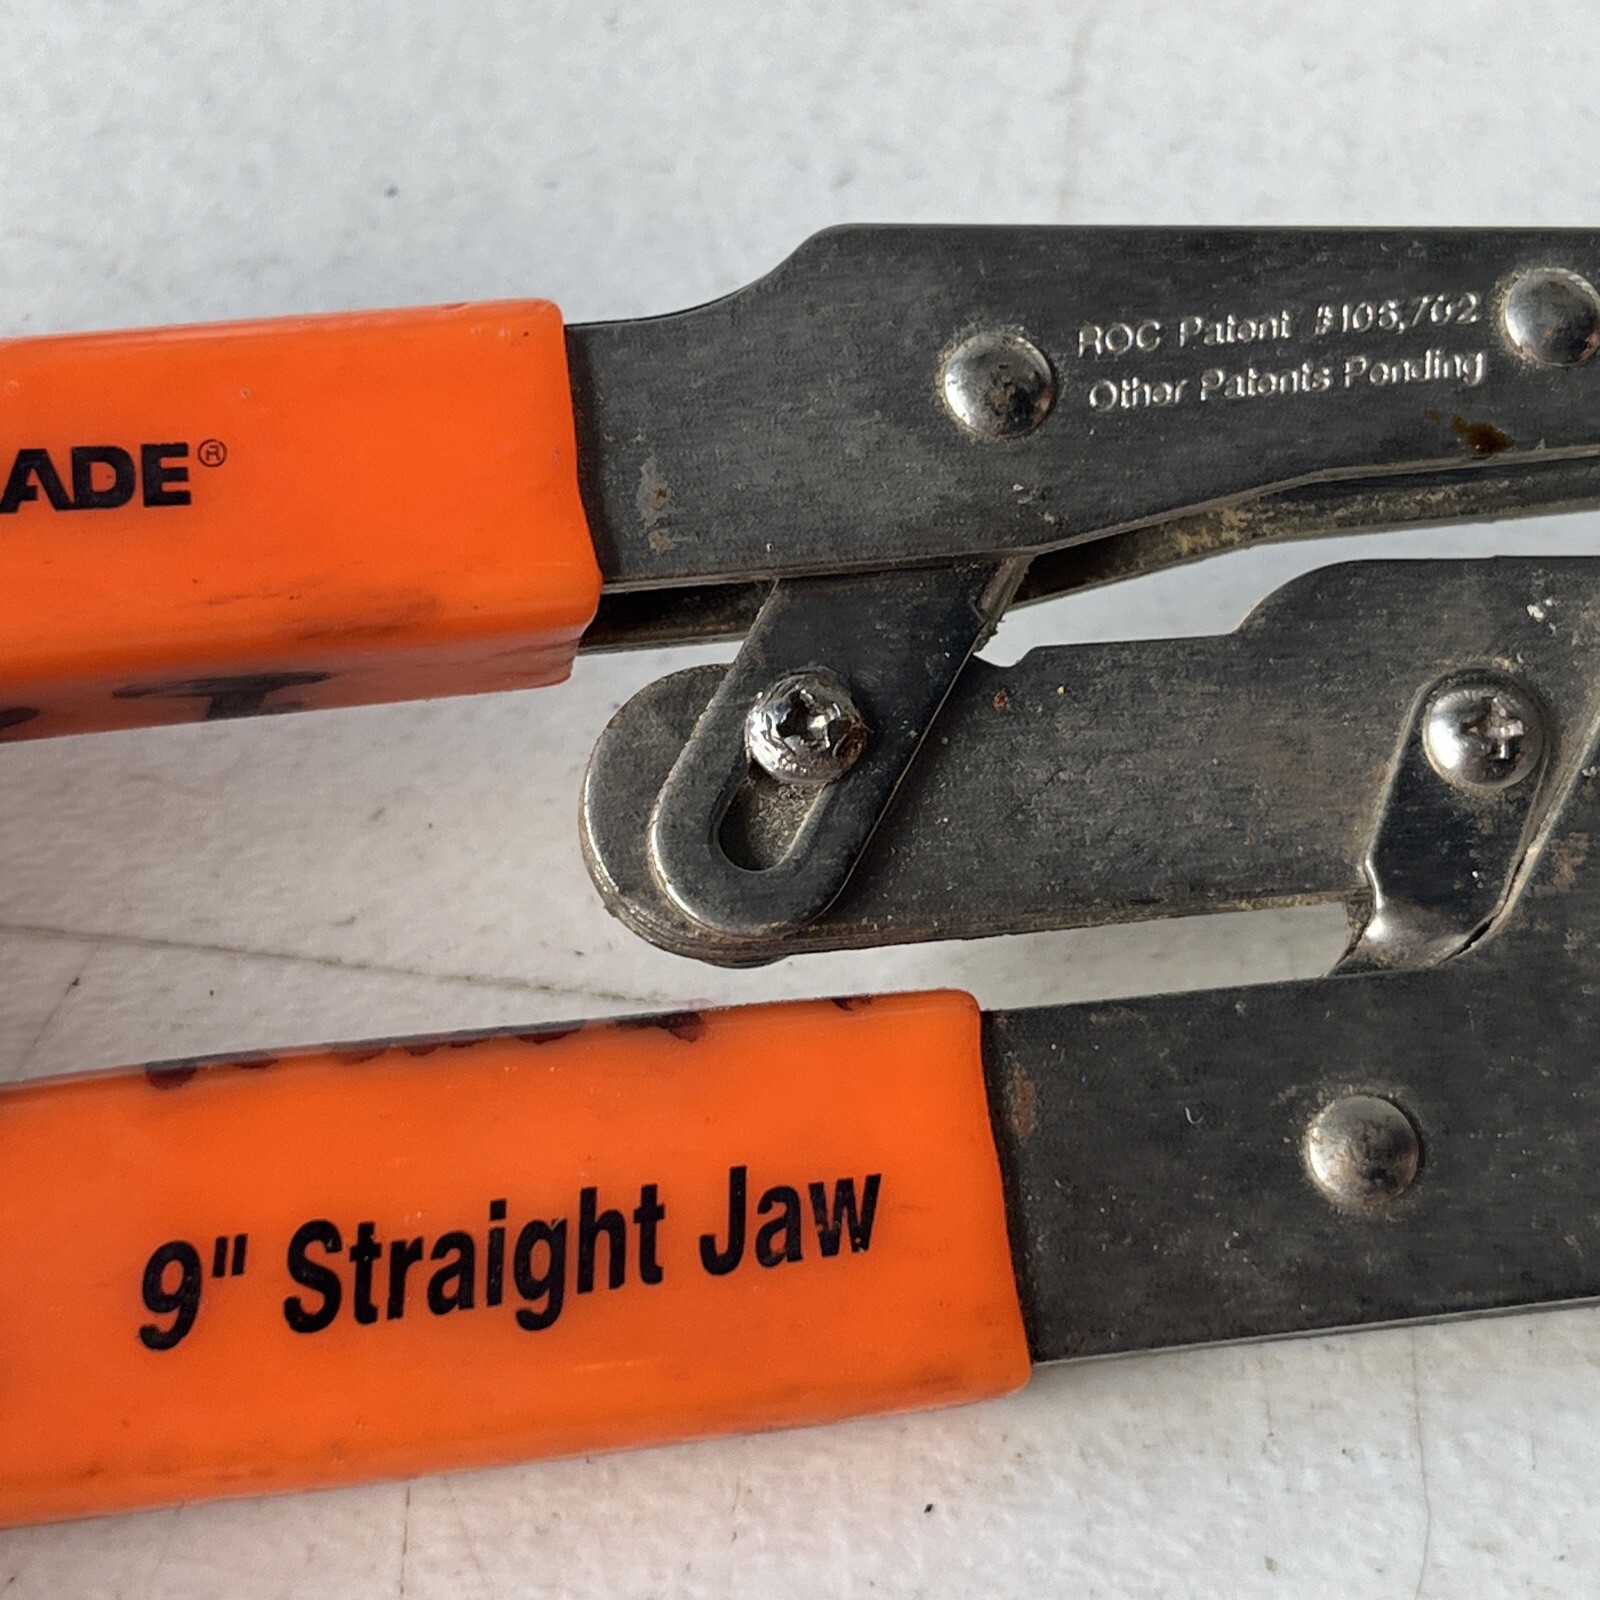 ROC Patent #106,702
Other Patents Pending
ADE®
9" Straight Jaw